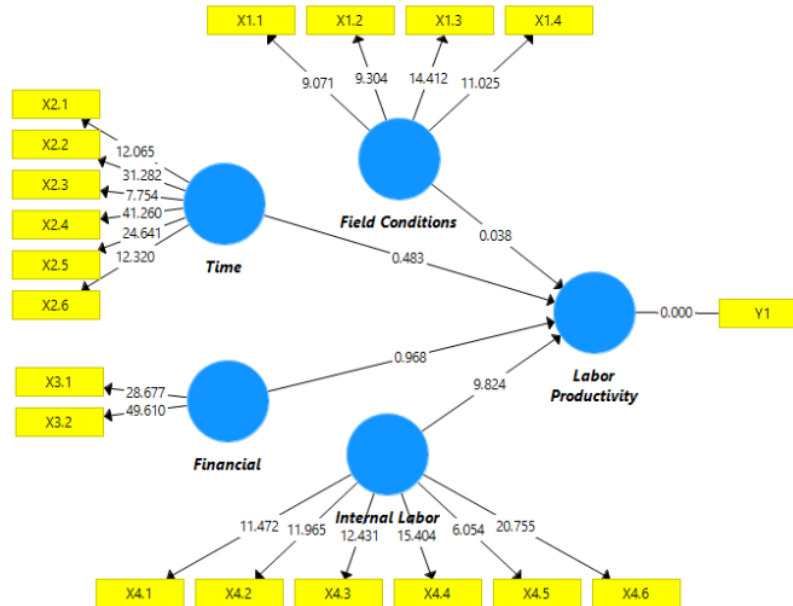 X1.1
X1.2
X1.3
X1.4
9.071
9.304
14.412
11.025
X2.1
X2.2
X2.3
X2.4
X2.5
X2.6
12.065
31.282
7.754
41.260
24.641
12.320
Time
Field Conditions
0.038
0.483
0.000
Y1
Labor
Productivity
X3.1
X3.2
28.677
49.610
Financial
0.968
9.824
Internal Labor
11.472
11.965
12.431
15.404
6.054
20.755
X4.1
X4.2
X4.3
X4.4
X4.5
X4.6